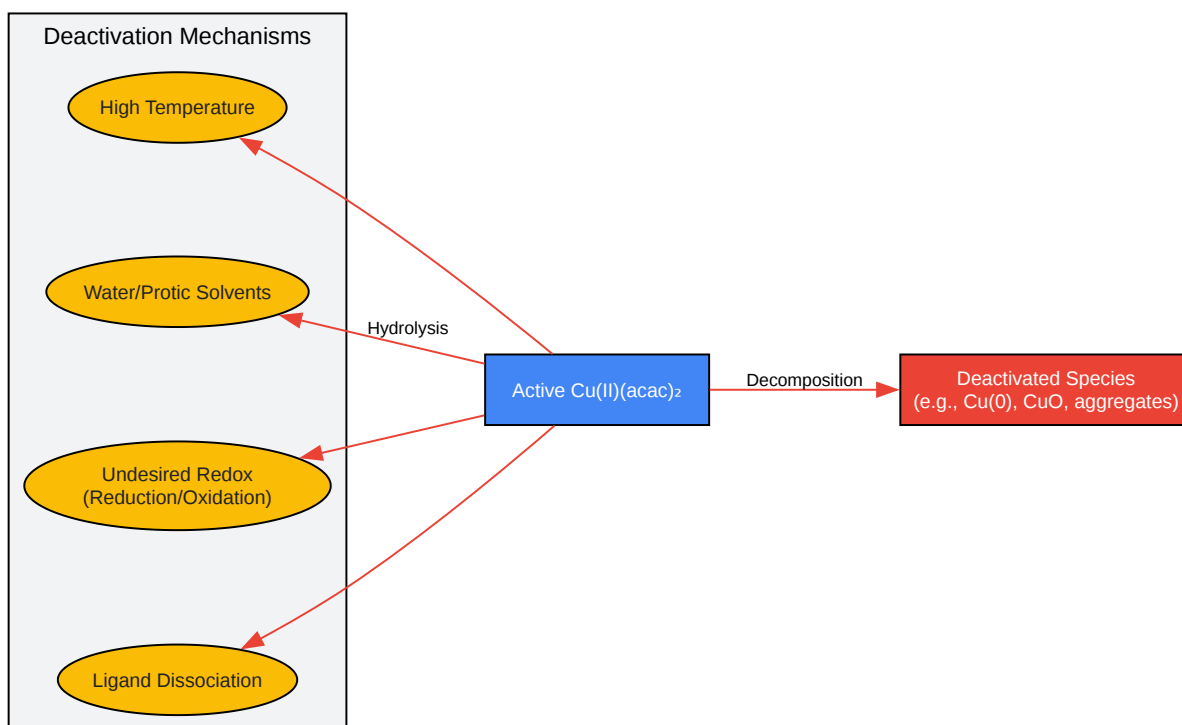 Deactivation Mechanisms
High Temperature
Water/Protic Solvents
Hydrolysis
Undesired Redox
(Reduction/Oxidation)
Ligand Dissociation
Active Cu(II)(acac)₂
Decomposition
Deactivated Species
(e.g., Cu(0), CuO, aggregates)